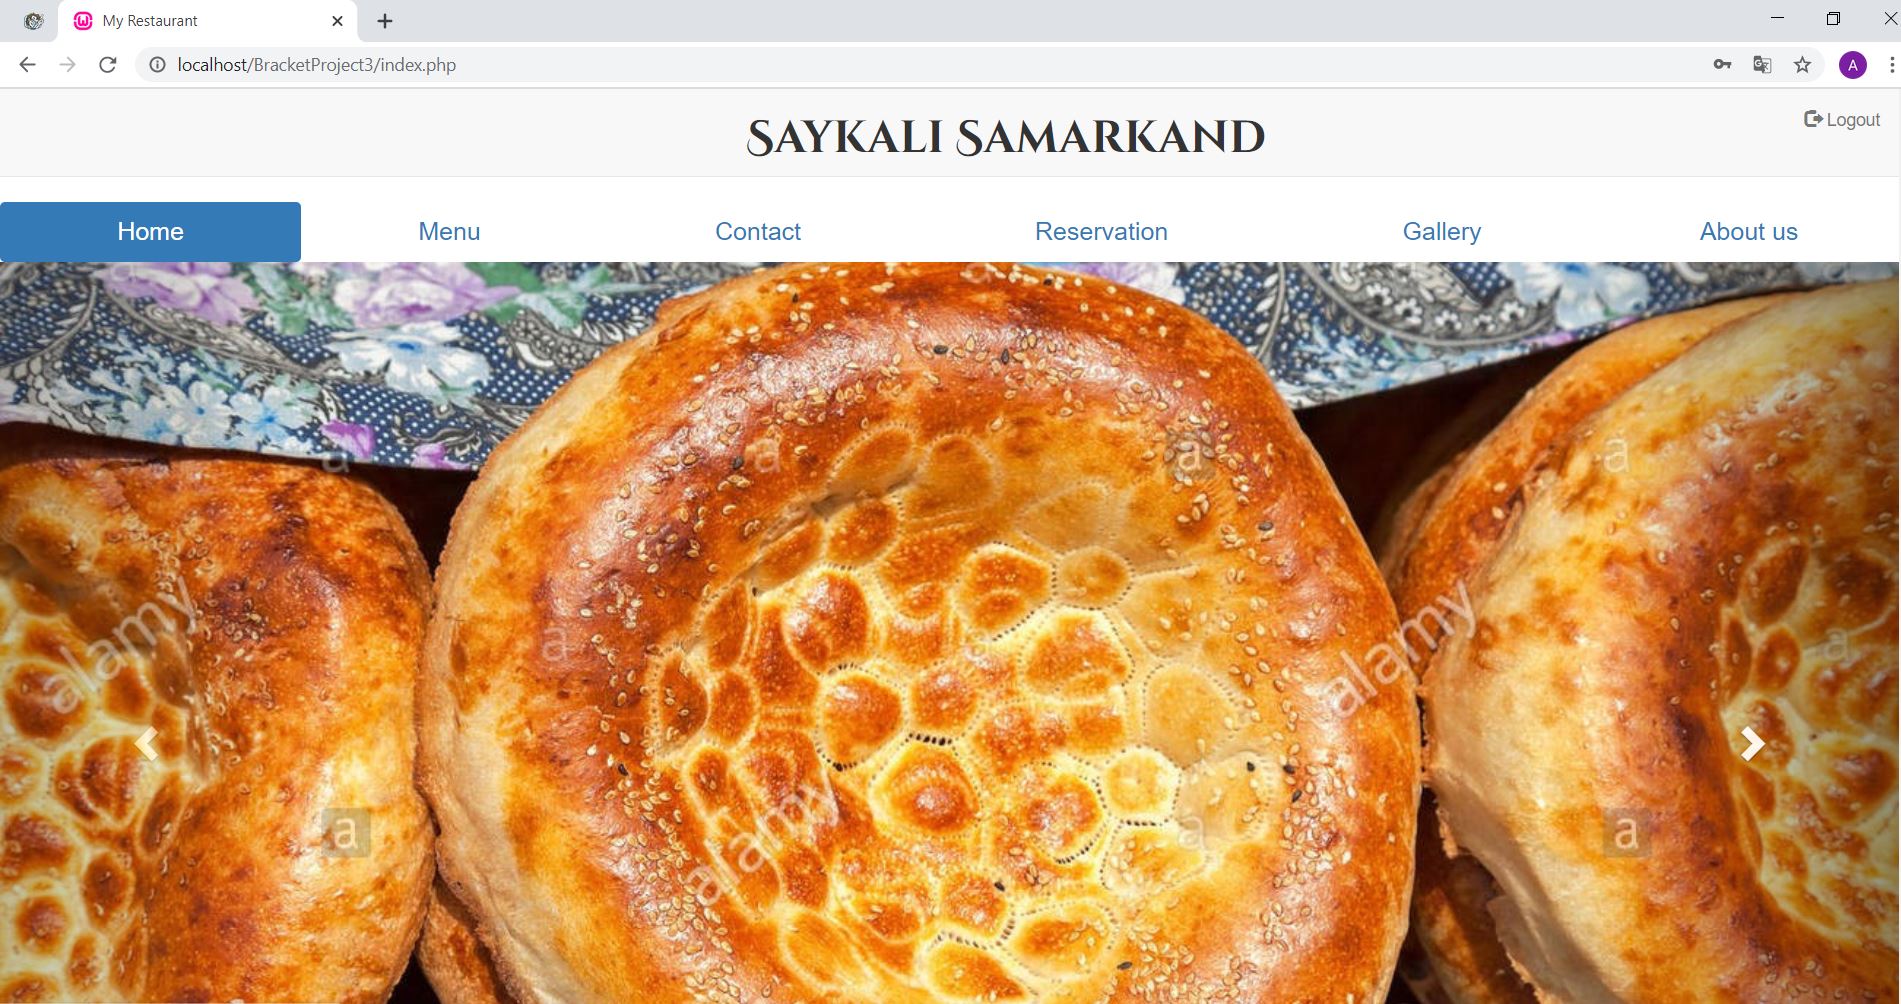 My Restaurant
localhost/BracketProject3/index.php
A
Saykali Samarkand
Logout
Home Menu Contact Reservation Gallery About us
a a a a
a a
alamy alamy
alamy
a a a